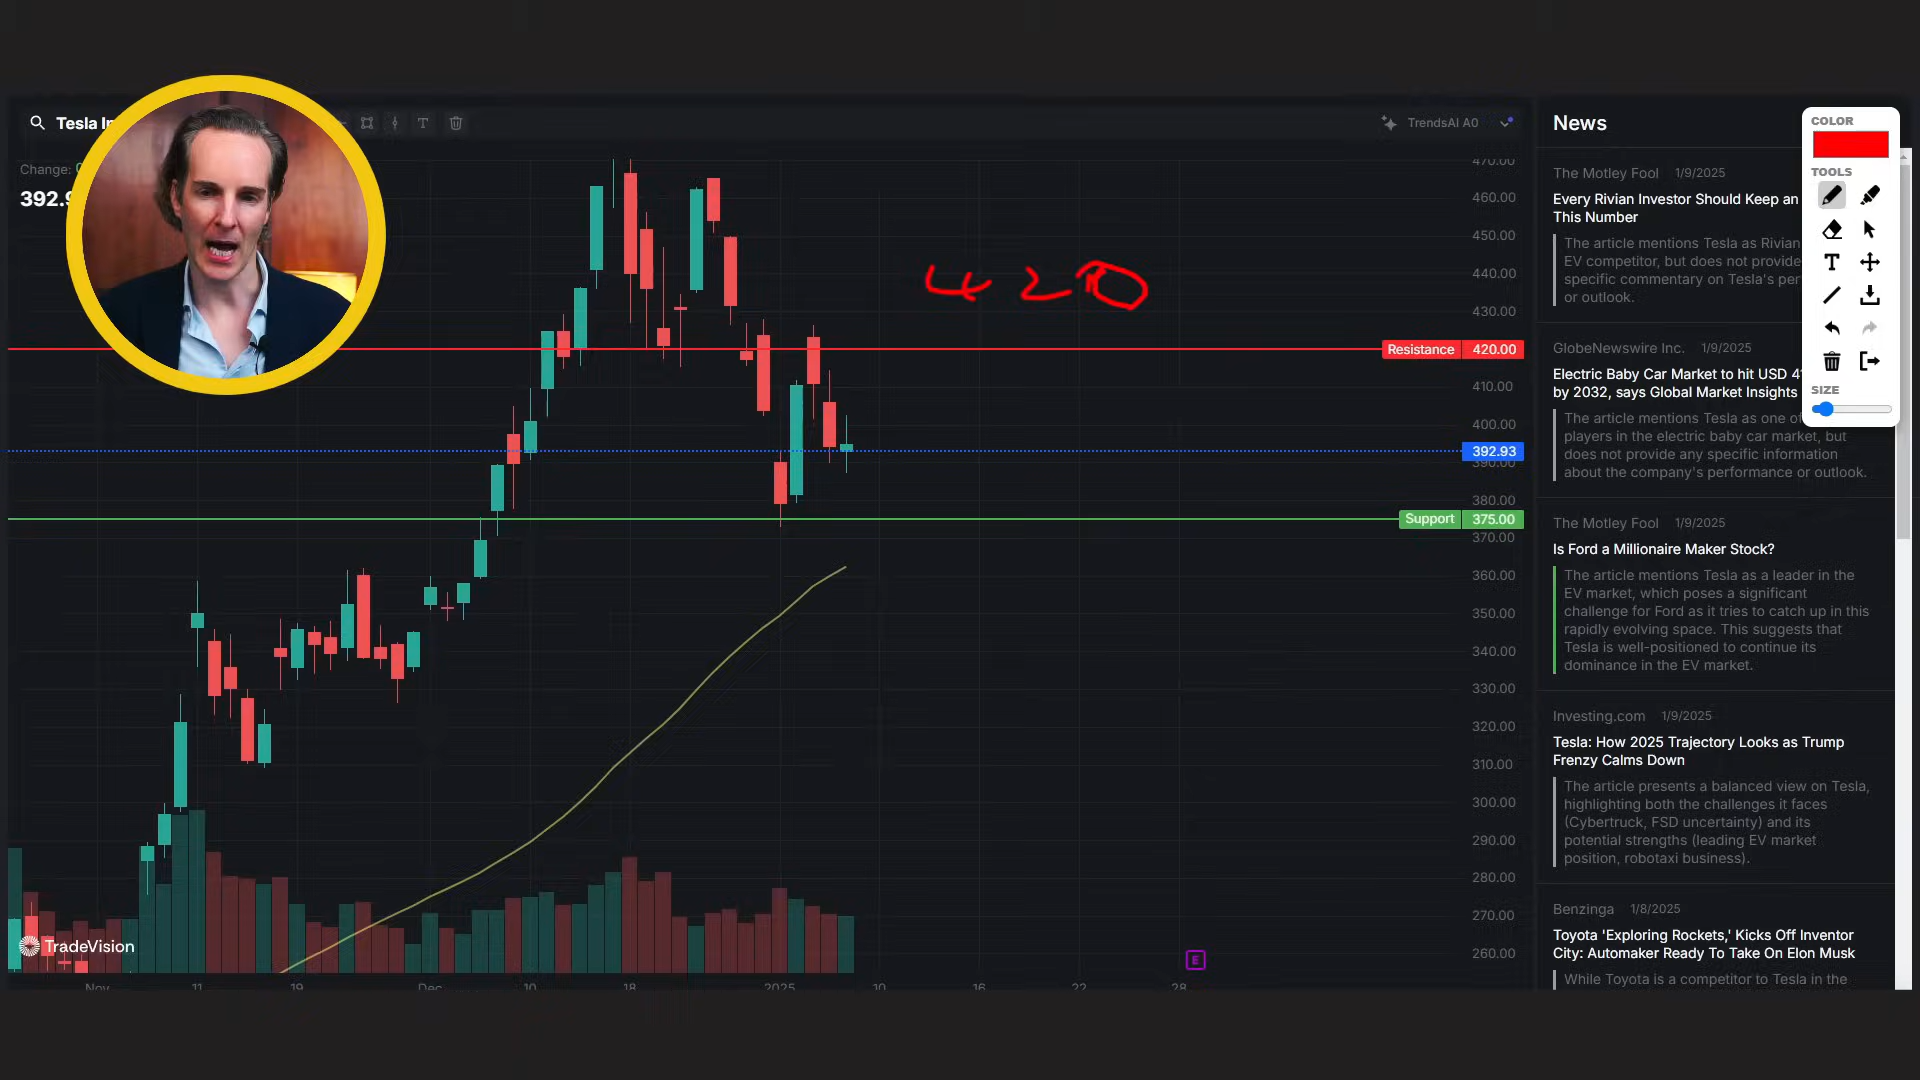 Tesla In
TrendsAI A0
Change:
392.9
470.00
460.00
450.00
440.00
430.00
Resistance 420.00
410.00
400.00
392.93
390.00
380.00
Support 375.00
370.00
360.00
350.00
340.00
330.00
320.00
310.00
300.00
290.00
280.00
270.00
260.00
420
TradeVision
E
Nov 11 19 Dec 10 18 2025 10 16 22 28
News
The Motley Fool 1/9/2025
Every Rivian Investor Should Keep an
This Number
The article mentions Tesla as Rivian
EV competitor, but does not provide
specific commentary on Tesla's per
or outlook.
GlobeNewswire Inc. 1/9/2025
Electric Baby Car Market to hit USD
by 2032, says Global Market Insights
The article mentions Tesla as one of
players in the electric baby car market, but
does not provide any specific information
about the company's performance or outlook.
The Motley Fool 1/9/2025
Is Ford a Millionaire Maker Stock?
The article mentions Tesla as a leader in the
EV market, which poses a significant
challenge for Ford as it tries to catch up in this
rapidly evolving space. This suggests that
Tesla is well-positioned to continue its
dominance in the EV market.
Investing.com 1/9/2025
Tesla: How 2025 Trajectory Looks as Trump
Frenzy Calms Down
The article presents a balanced view on Tesla,
highlighting both the challenges it faces
(Cybertruck, FSD uncertainty) and its
potential strengths (leading EV market
position, robotaxi business).
Benzinga 1/8/2025
Toyota 'Exploring Rockets,' Kicks Off Inventor
City: Automaker Ready To Take On Elon Musk
While Toyota is a competitor to Tesla in the
COLOR
TOOLS
T
SIZE